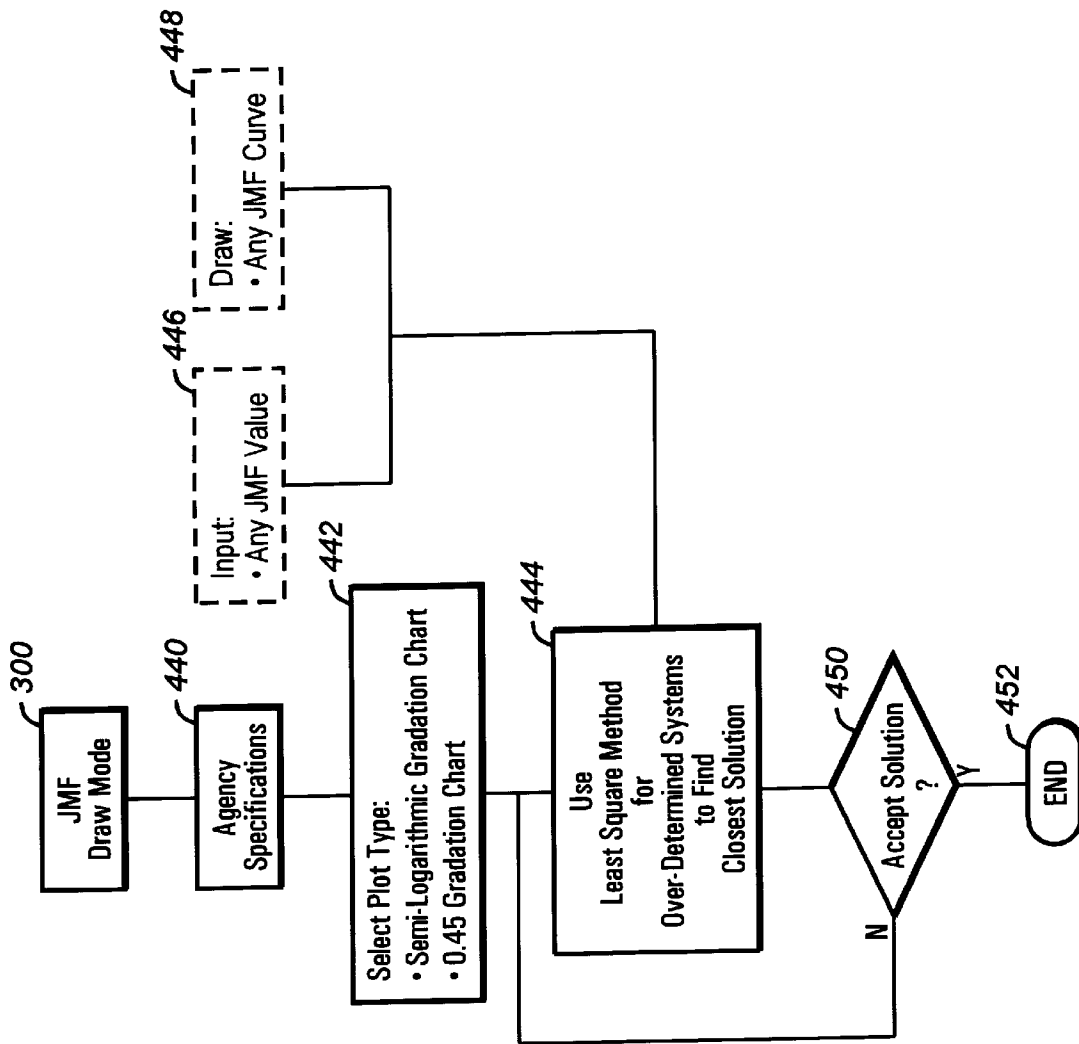 300
JMF
Draw Mode
440
Agency
Specifications
442
Select Plot Type:
• Semi-Logarithmic Gradation Chart
• 0.45 Gradation Chart
446
Input:
• Any JMF Value
448
Draw:
• Any JMF Curve
444
Use
Least Square Method
for
Over-Determined Systems
to Find
Closest Solution
450
Accept Solution
?
N
Y
452
END